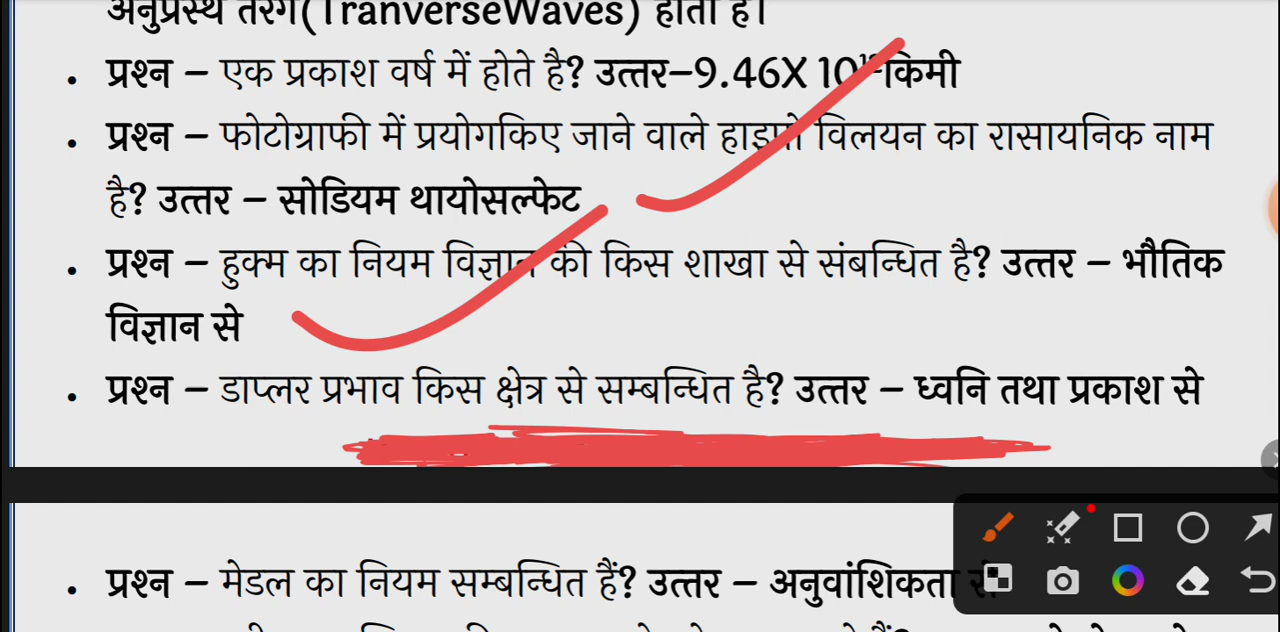 अनुप्रस्थ तरंग(TranverseWaves) होती है।
• प्रश्न – एक प्रकाश वर्ष में होते है? उत्तर–9.46X 10¹²किमी
• प्रश्न – फोटोग्राफी में प्रयोगकिए जाने वाले हाइपो विलयन का रासायनिक नाम
है? उत्तर – सोडियम थायोसल्फेट
• प्रश्न – हुक्म का नियम विज्ञान की किस शाखा से संबन्धित है? उत्तर – भौतिक
विज्ञान से
• प्रश्न – डाप्लर प्रभाव किस क्षेत्र से सम्बन्धित है? उत्तर – ध्वनि तथा प्रकाश से
• प्रश्न – मेडल का नियम सम्बन्धित हैं? उत्तर – अनुवांशिकता से